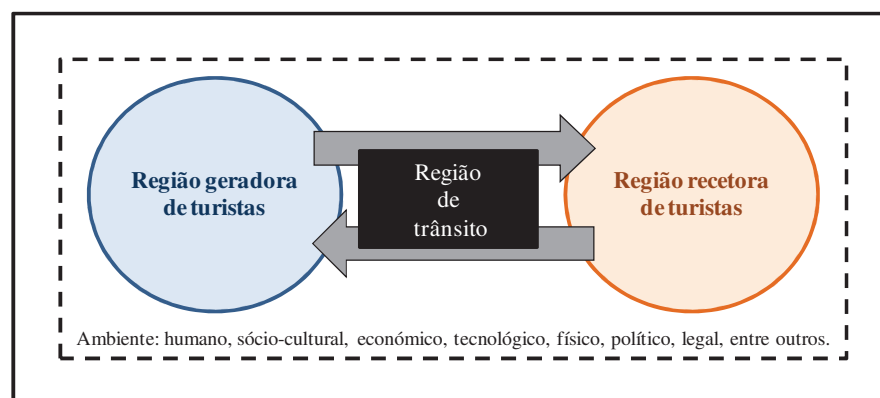 Região geradora
de turistas
Região
de
trânsito
Região recetora
de turistas
Ambiente: humano, sócio-cultural, económico, tecnológico, físico, político, legal, entre outros.